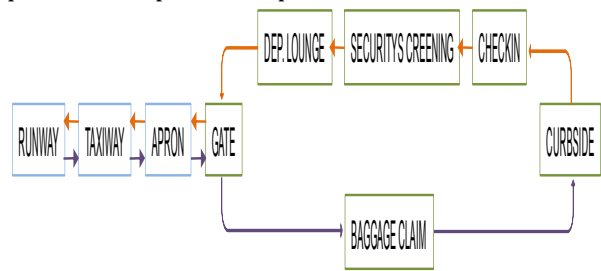 DEP. LOUNGE
SECURITYS CREENING
CHECKIN
RUNWAY
TAXIWAY
APRON
GATE
CURBSIDE
BAGGAGE CLAIM